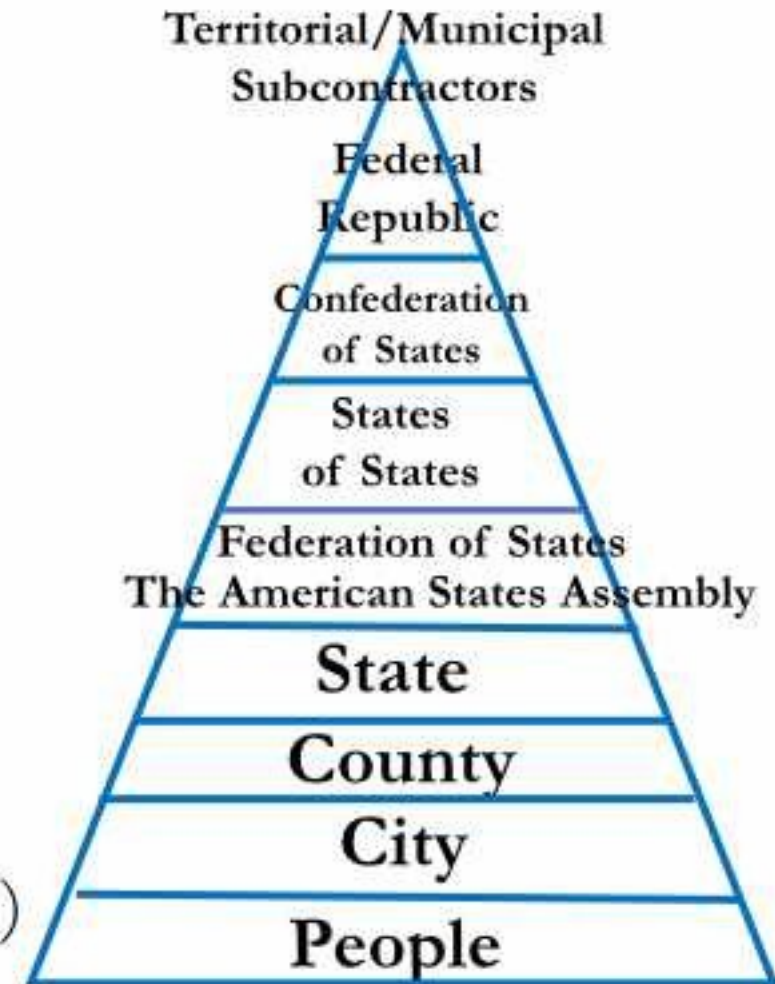 Territorial/Municipal
Subcontractors
Federal
Republic
Confederation
of States
States
of States
Federation of States
The American States Assembly
State
County
City
)
People